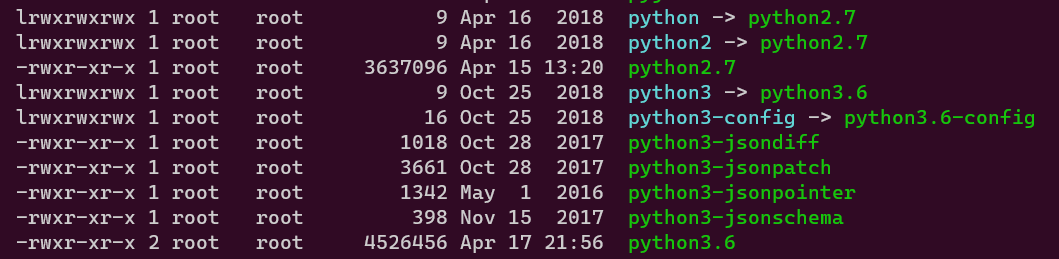 lrwxrwxrwx 1 root   root           9 Apr 16  2018  python -> python2.7
lrwxrwxrwx 1 root   root           9 Apr 16  2018  python2 -> python2.7
-rwxr-xr-x 1 root   root     3637096 Apr 15 13:20  python2.7
lrwxrwxrwx 1 root   root           9 Oct 25  2018  python3 -> python3.6
lrwxrwxrwx 1 root   root          16 Oct 25  2018  python3-config -> python3.6-config
-rwxr-xr-x 1 root   root        1018 Oct 28  2017  python3-jsondiff
-rwxr-xr-x 1 root   root        3661 Oct 28  2017  python3-jsonpatch
-rwxr-xr-x 1 root   root        1342 May  1  2016  python3-jsonpointer
-rwxr-xr-x 1 root   root         398 Nov 15  2017  python3-jsonschema
-rwxr-xr-x 2 root   root     4526456 Apr 17 21:56  python3.6